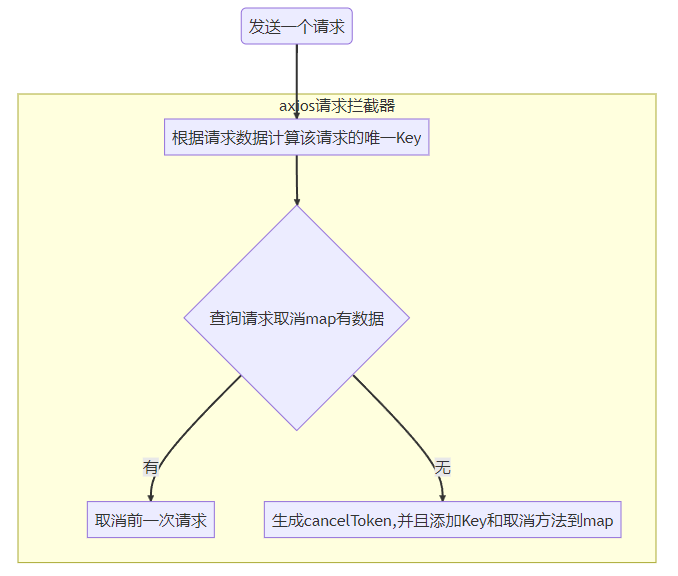 发送一个请求
axios请求拦截器
根据请求数据计算该请求的唯一Key
查询请求取消map有数据
有
无
取消前一次请求
生成cancelToken,并且添加Key和取消方法到map